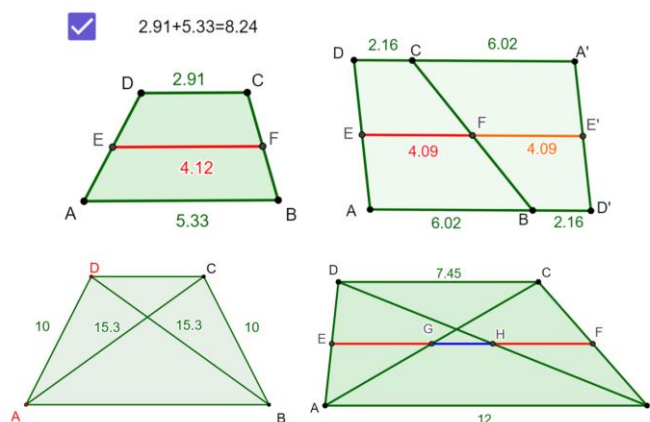 2.91+5.33=8.24
D 2.91 C
E F
4.12
A B
5.33
D 2.16 C 6.02 A'
E F E'
4.09 4.09
A B D'
6.02 2.16
D C
10 15.3 15.3 10
A B
D 7.45 C
E G H F
A
12